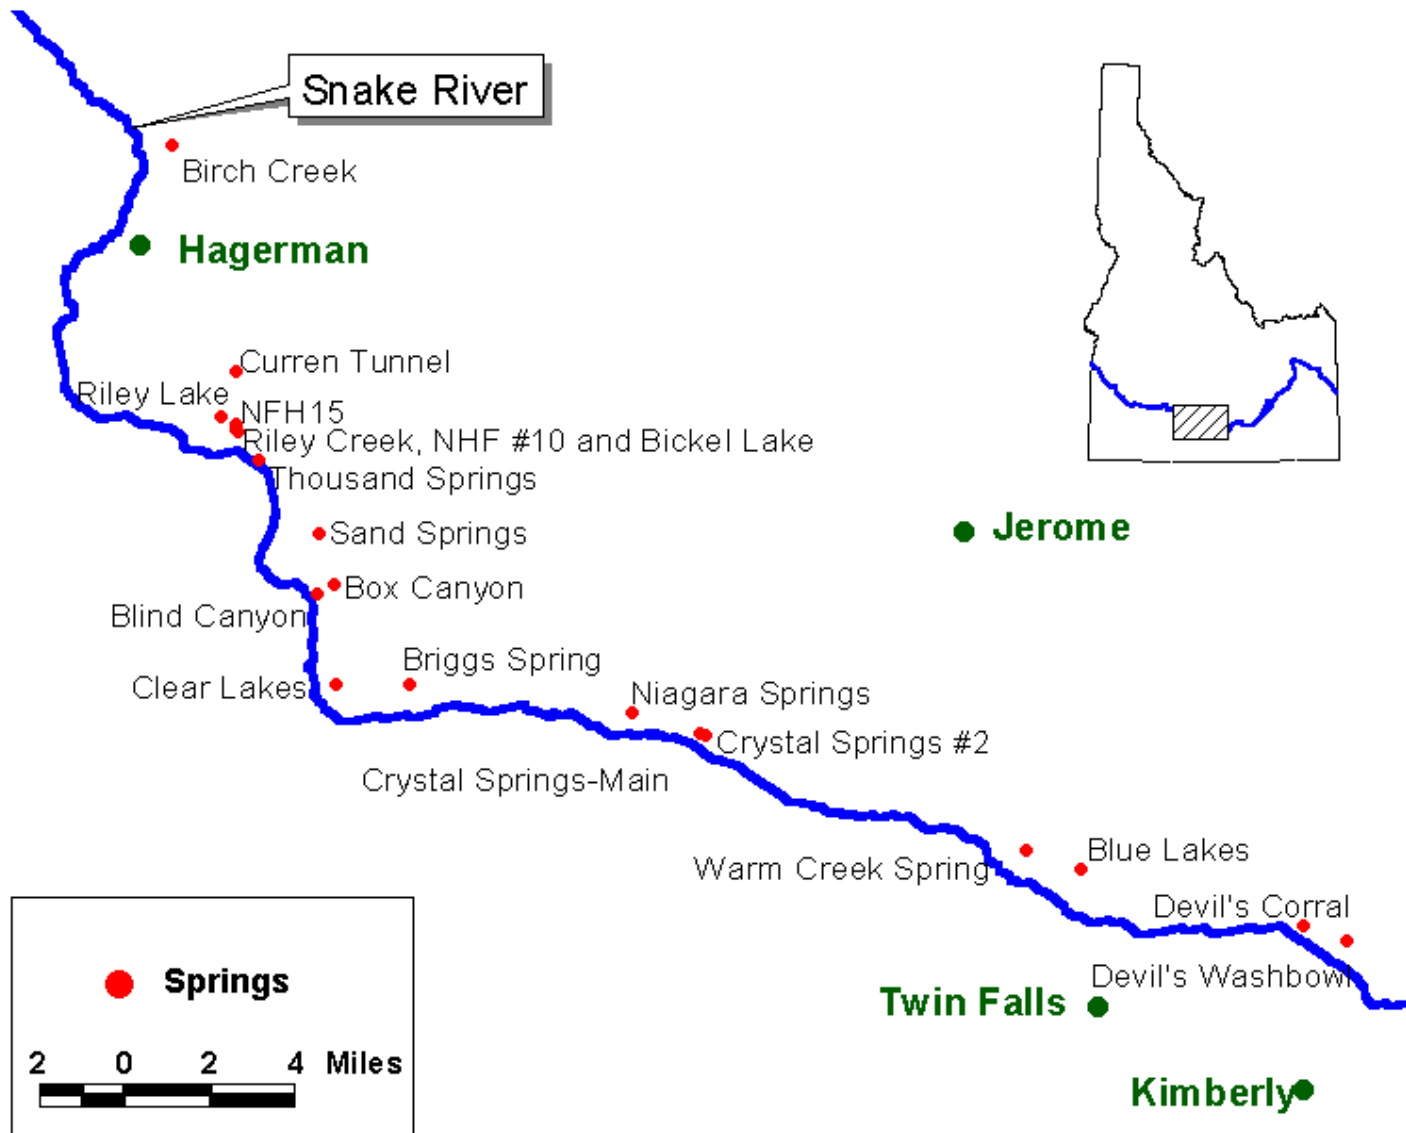 Snake River
Birch Creek
Hagerman
Curren Tunnel
Riley Lake
NFH15
Riley Creek, NHF #10 and Bickel Lake
Thousand Springs
Sand Springs
Jerome
Box Canyon
Blind Canyon
Briggs Spring
Clear Lakes
Niagara Springs
Crystal Springs #2
Crystal Springs-Main
Blue Lakes
Warm Creek Spring
Devil's Corral
Devil's Washbowl
Twin Falls
Kimberly
Springs
2 0 2 4 Miles